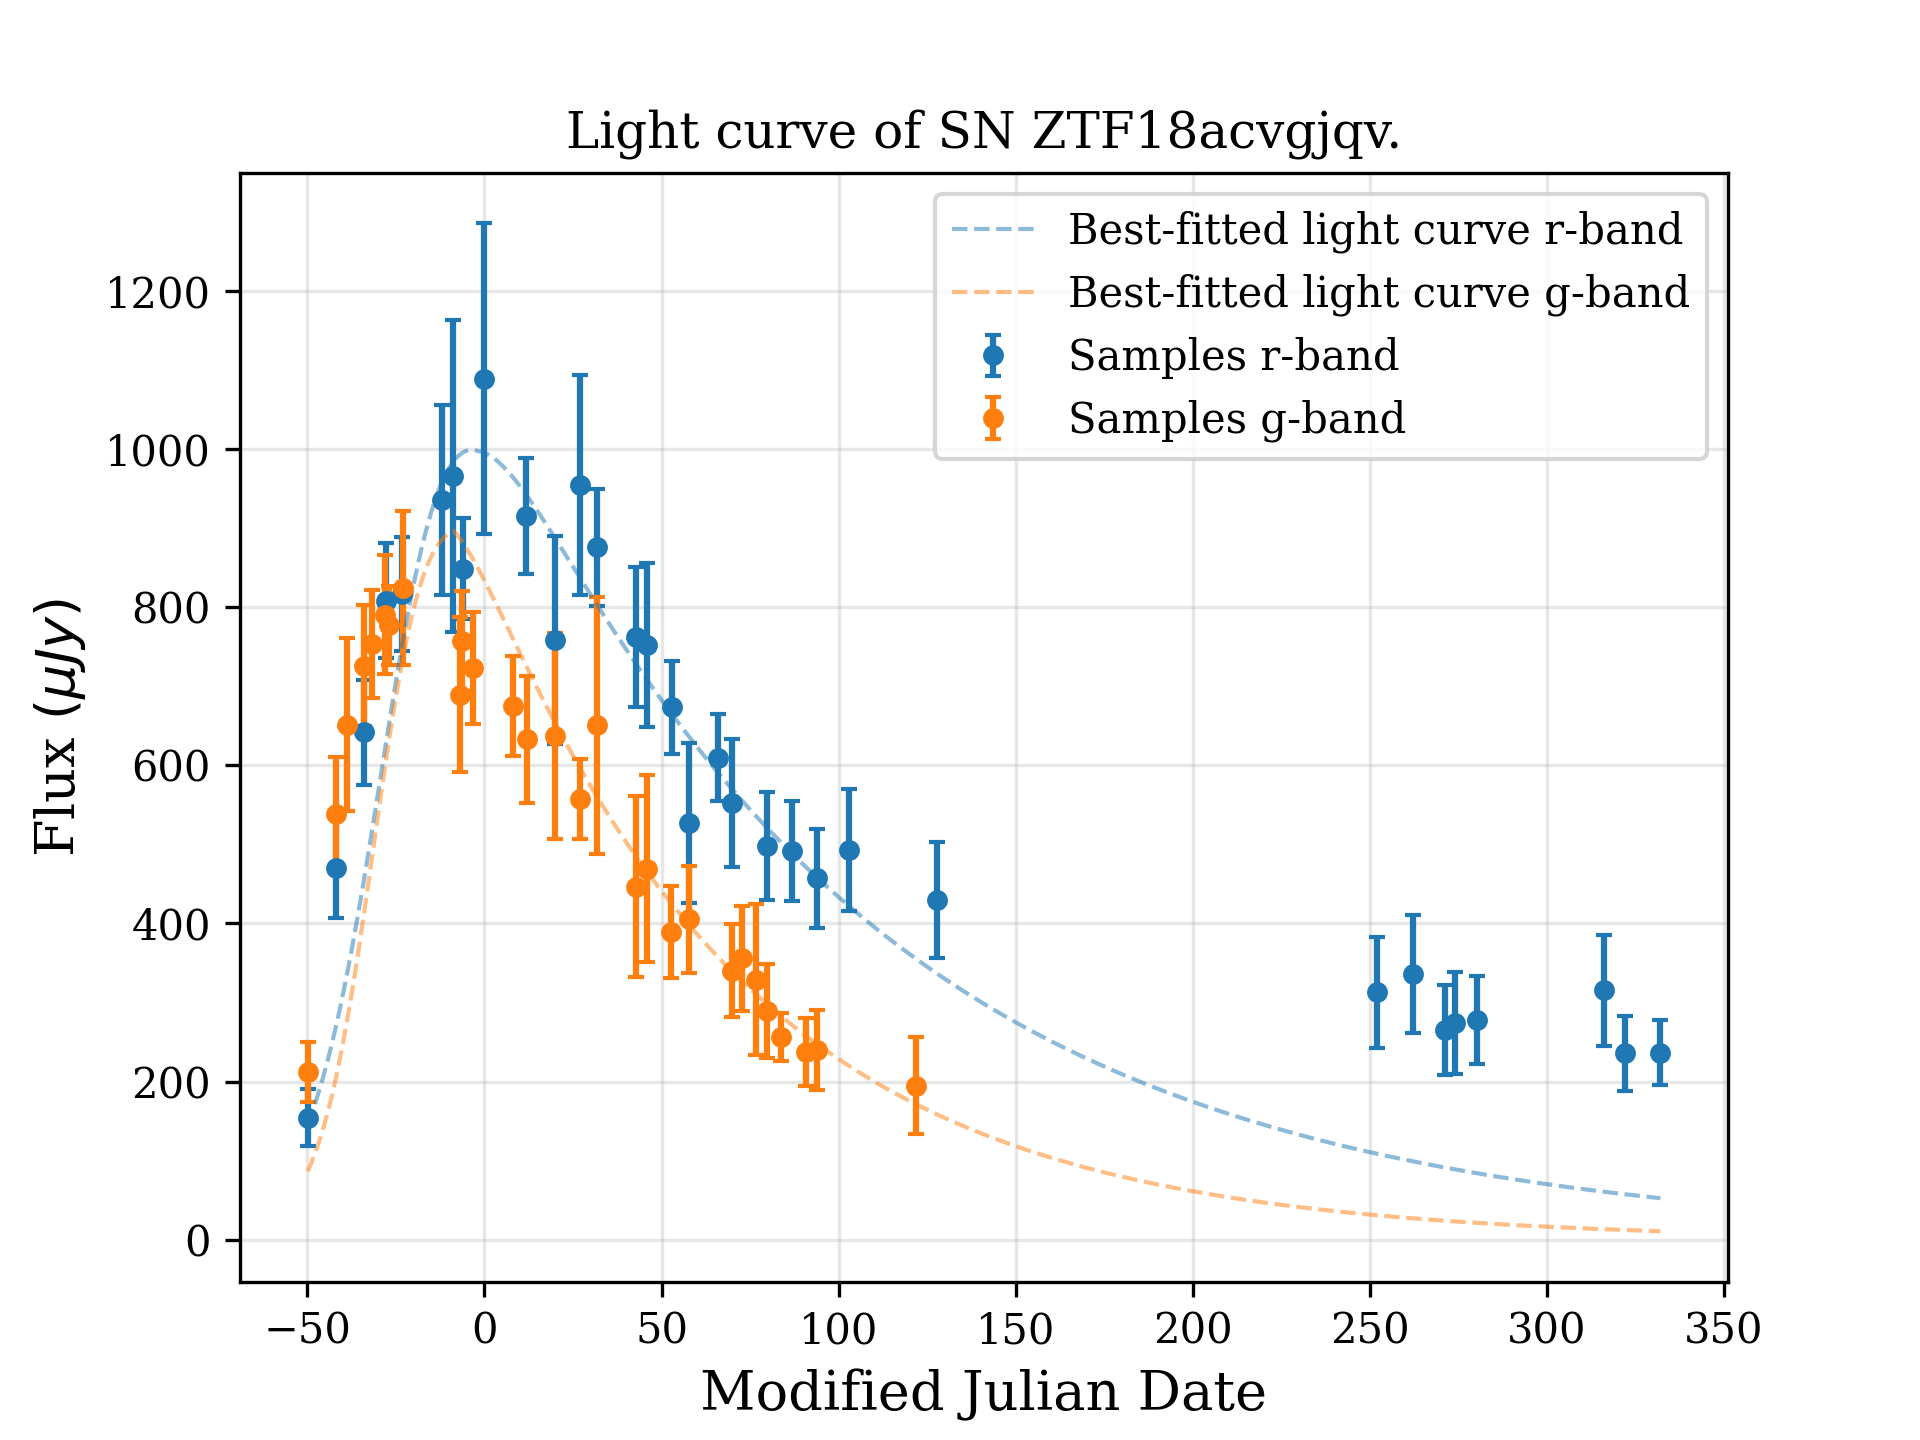 Light curve of SN ZTF18acvgjqv.
Best-fitted light curve r-band
Best-fitted light curve g-band
Samples r-band
Samples g-band
Flux (μJy)
1200
1000
800
600
400
200
0
−50 0 50 100 150 200 250 300 350
Modified Julian Date